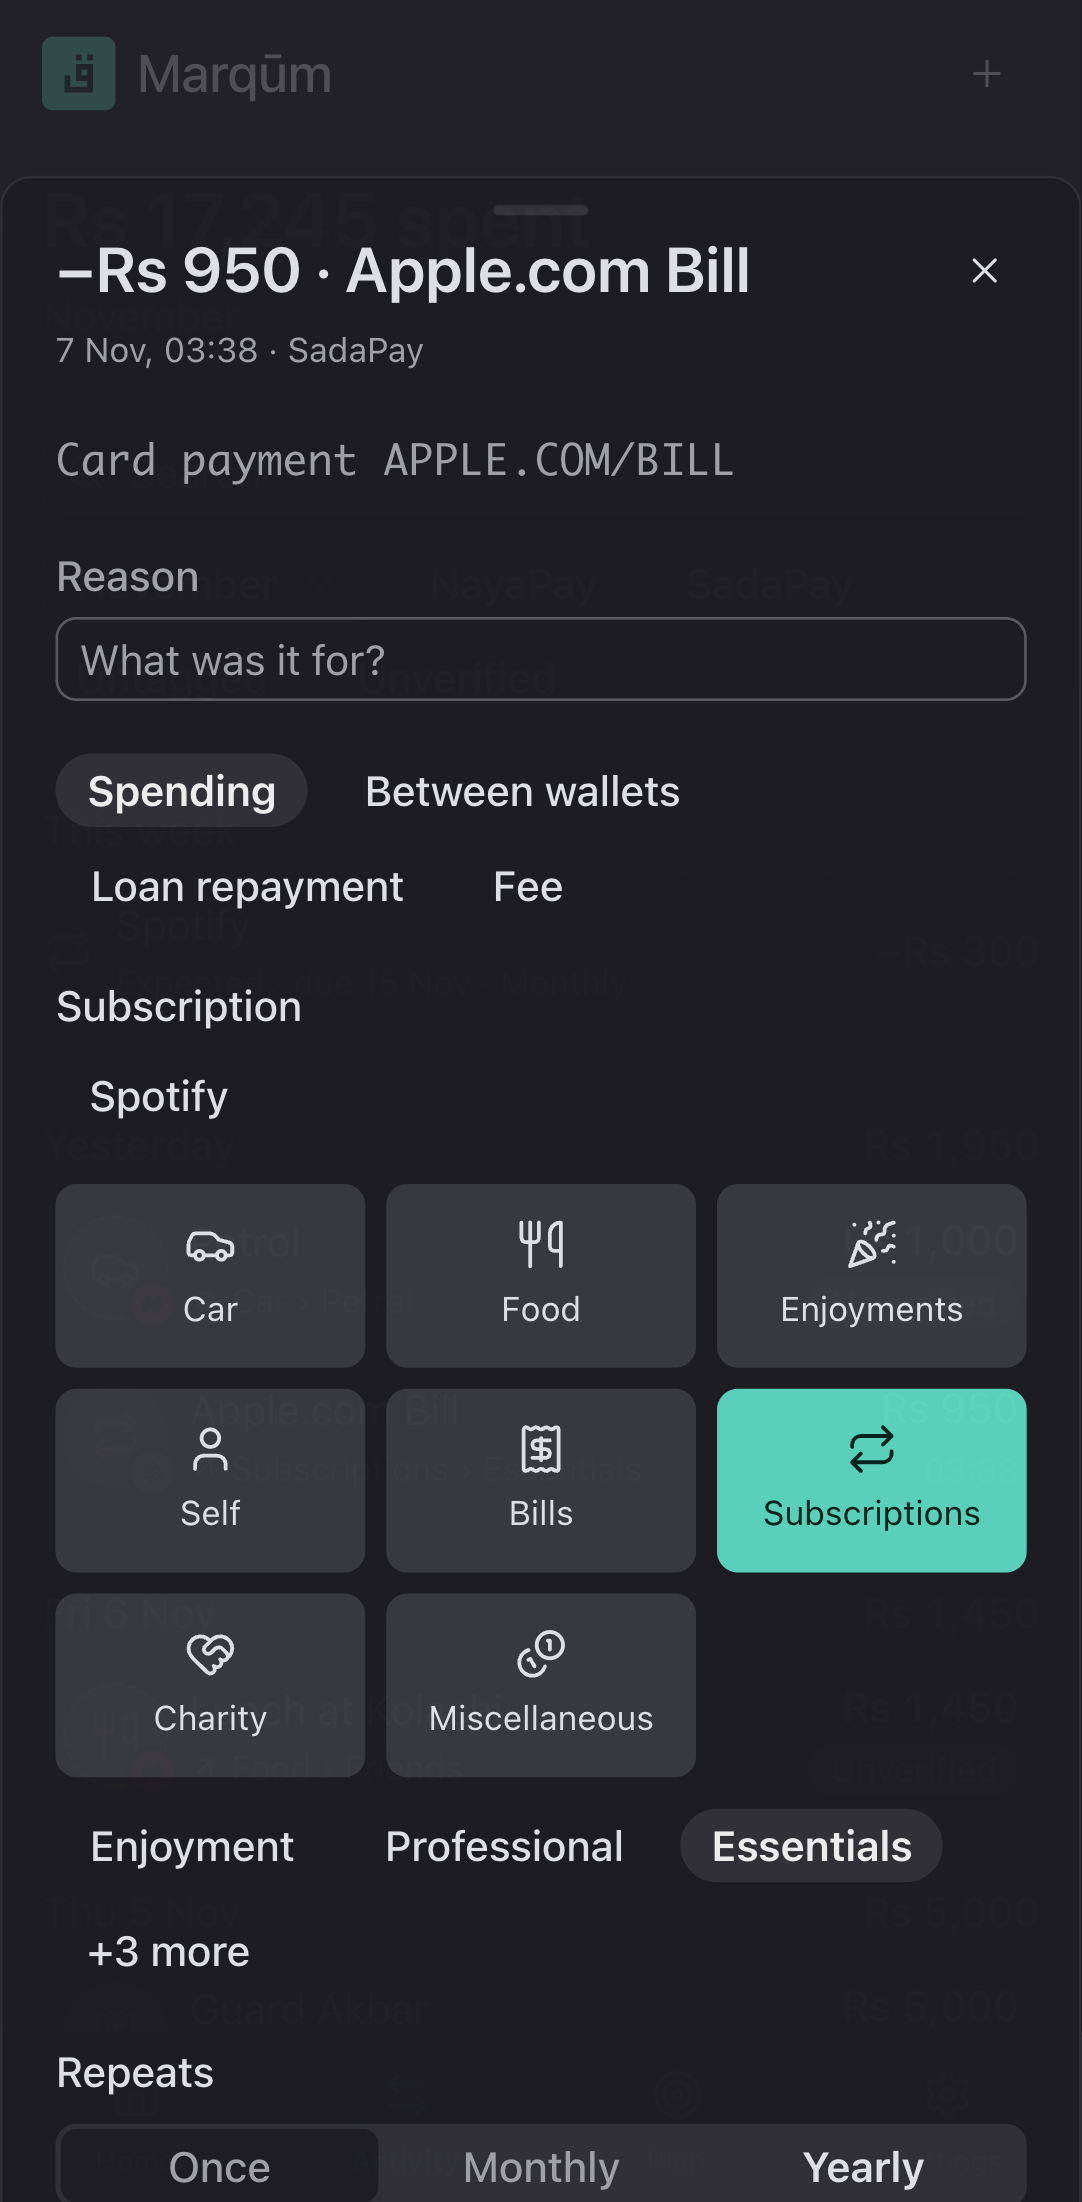 Marqūm
–Rs 950 · Apple.com Bill
7 Nov, 03:38 · SadaPay
Card payment APPLE.COM/BILL
Reason
What was it for?
Spending Between wallets
Loan repayment Fee
Subscription
Spotify
Car Food Enjoyments
Self Bills Subscriptions
Charity Miscellaneous
Enjoyment Professional Essentials
+3 more
Repeats
Once Monthly Yearly